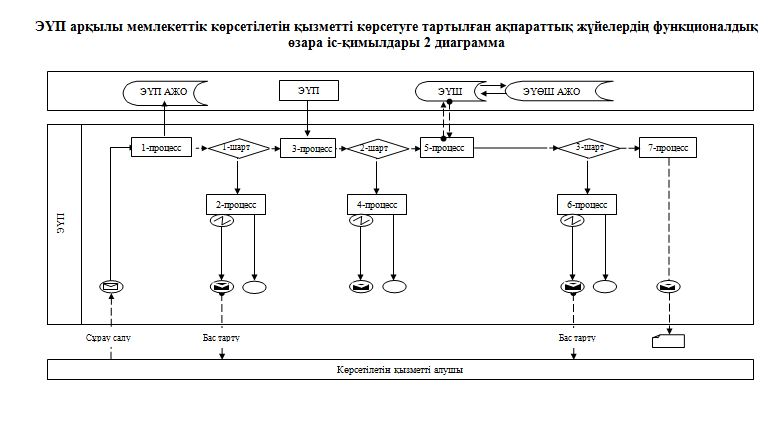 ЭҮП арқылы мемлекеттік көрсетілетін қызметті көрсетуге тартылған ақпараттық жүйелердің функционалдық
өзара іс-қимылдары 2 диаграмма
ЭҮП АЖО
ЭҮП
ЭҮШ
ЭҮӨШ АЖО
ЭҮП
1-процесс
1-шарт
3-процесс
2-шарт
5-процесс
3-шарт
7-процесс
2-процесс
4-процесс
6-процесс
Сұрау салу
Бас тарту
Бас тарту
Көрсетілетін қызметті алушы